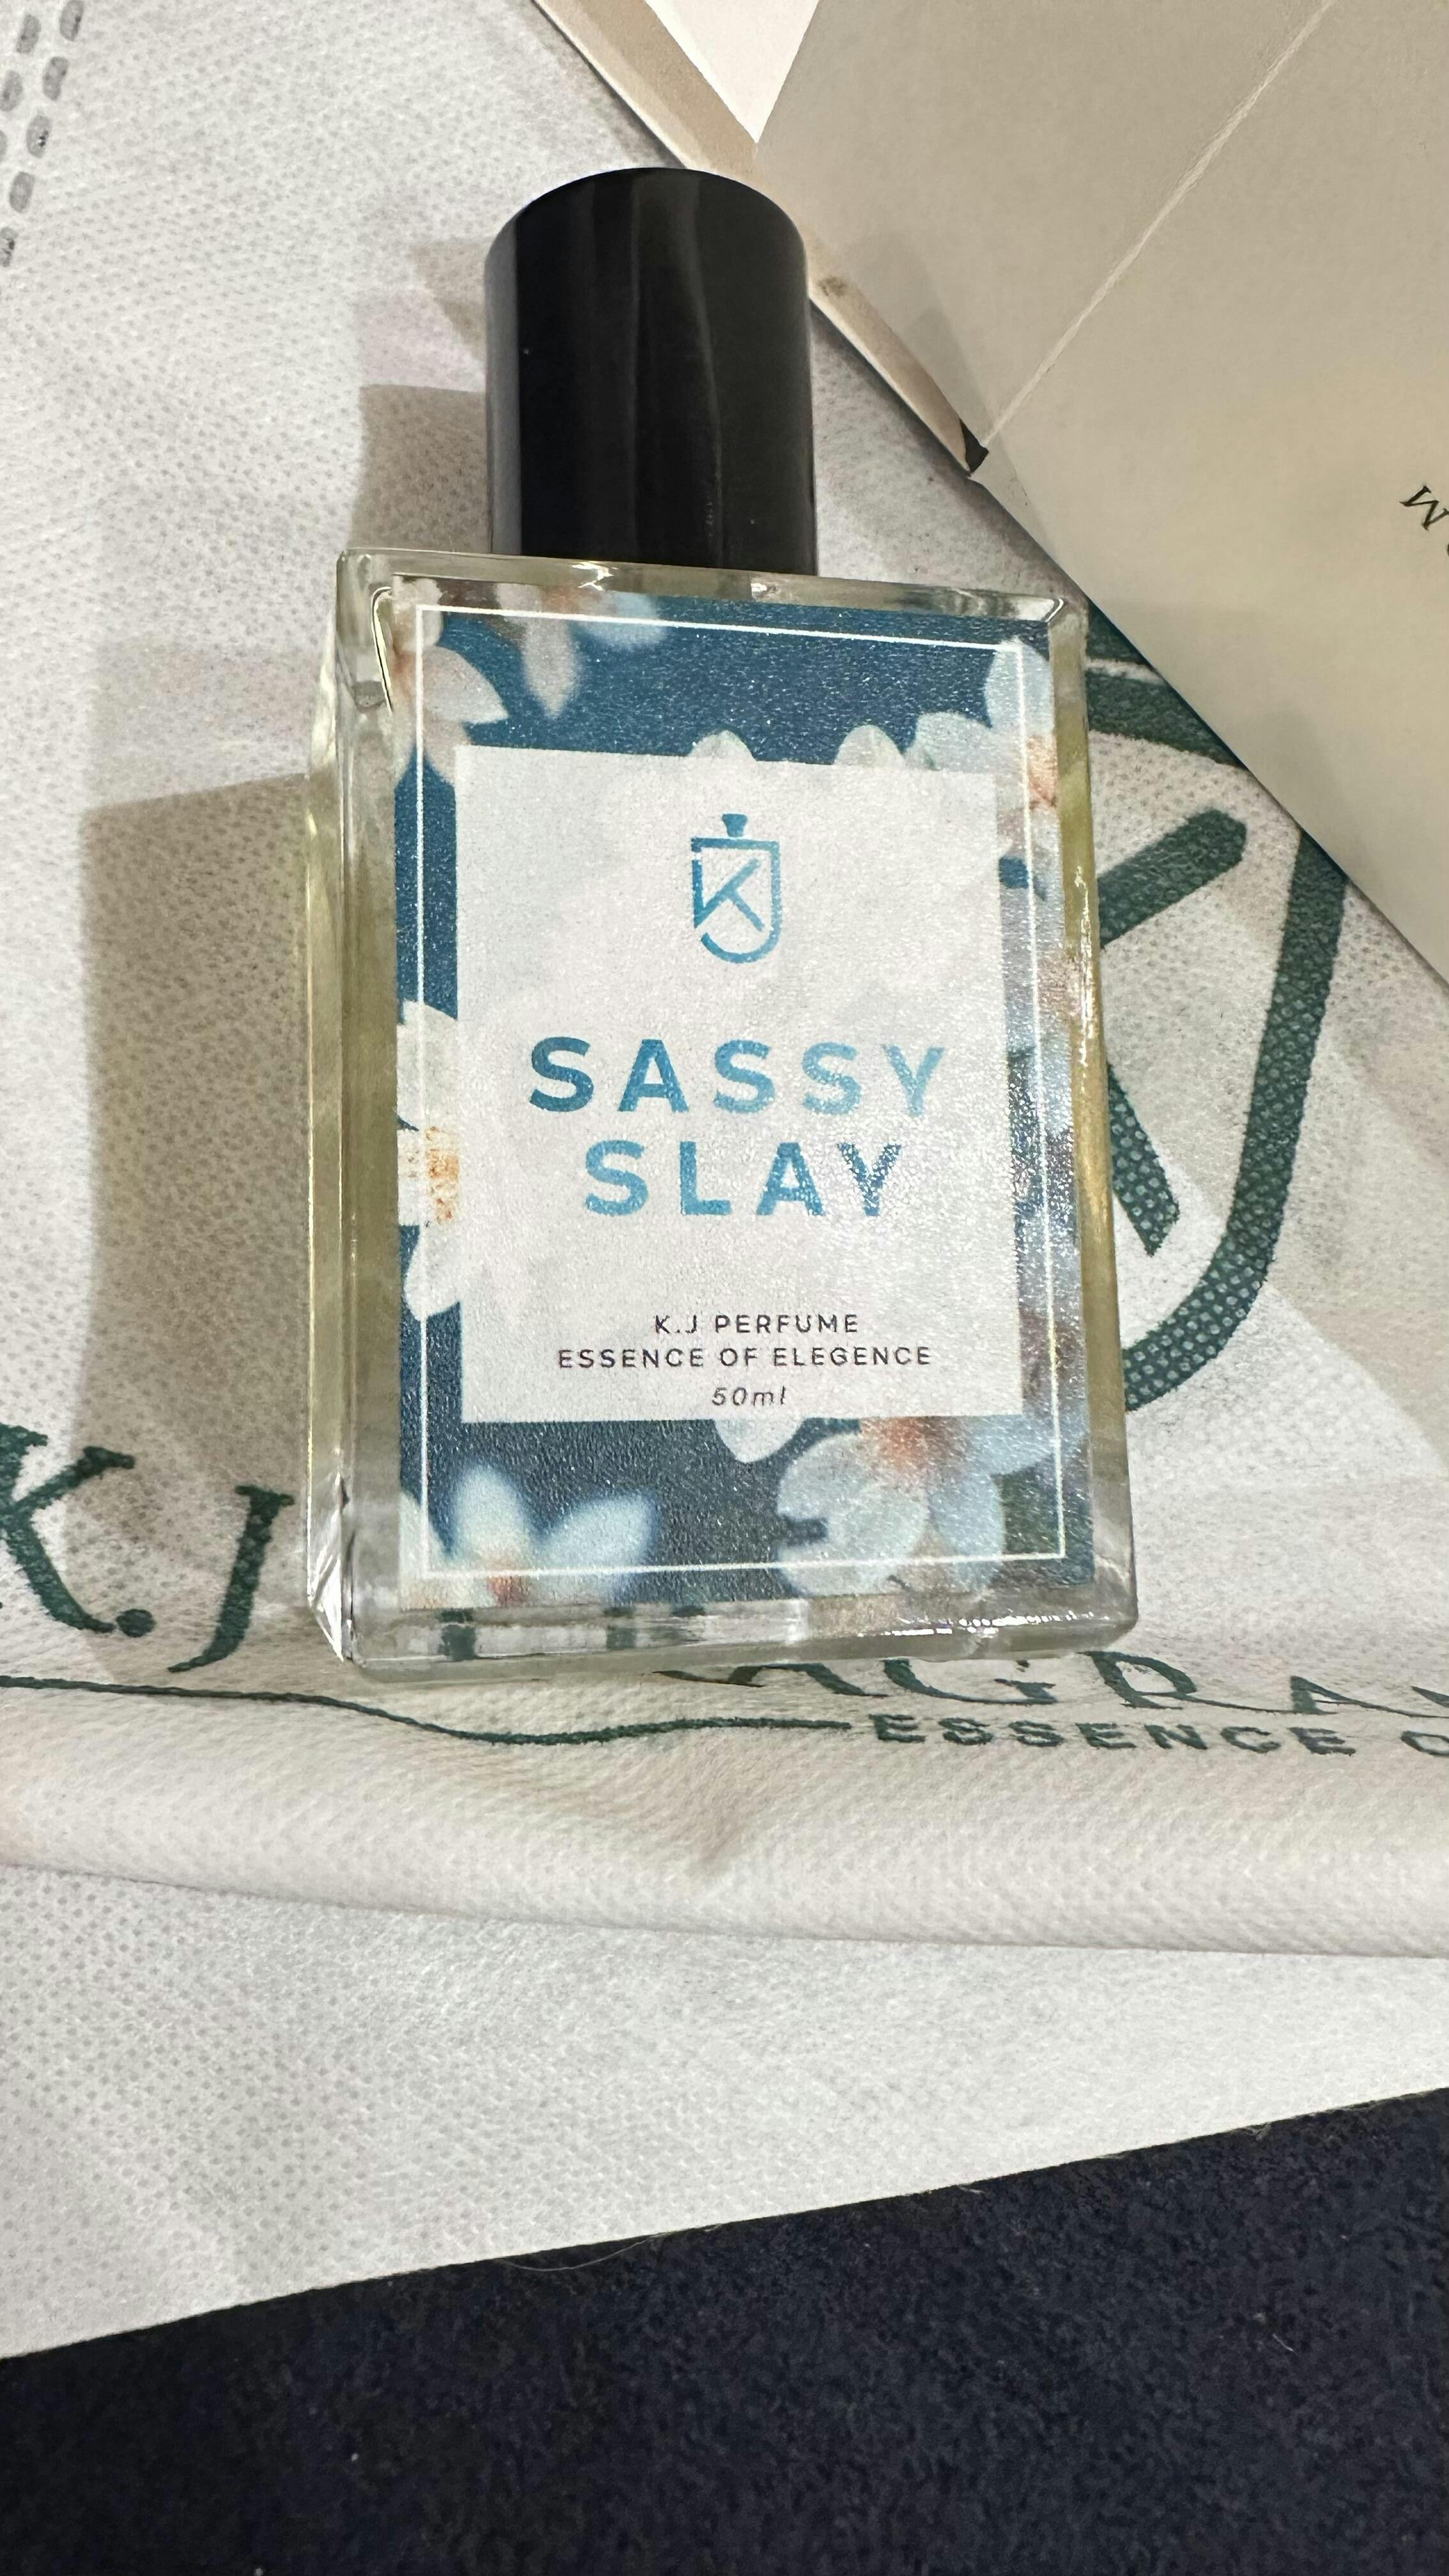 SASSY
SLAY
K.J PERFUME
ESSENCE OF ELEGENCE
50ml
K.J
ESSENCE